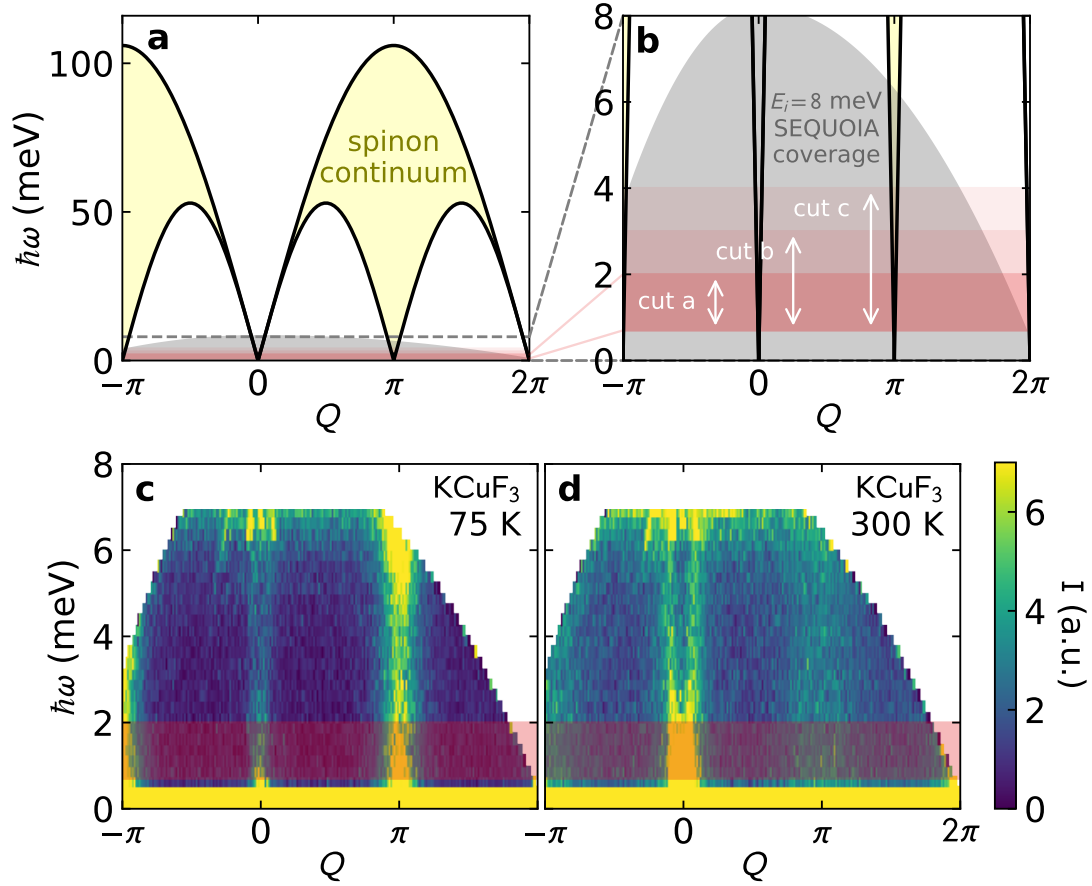 a
100
50
0
ħω (meV)
spinon
continuum
−π
0
π
2π
Q
b
8
6
4
2
0
E_i = 8 meV
SEQUOIA
coverage
cut c
cut b
cut a
−π
0
π
2π
Q
c
KCuF₃
75 K
8
6
4
2
0
ħω (meV)
−π
0
π
Q
d
KCuF₃
300 K
−π
0
π
2π
Q
6
4
2
0
I (a.u.)